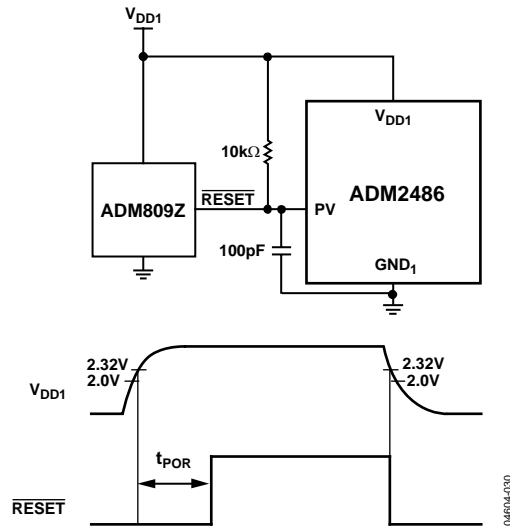 VDD1
VDD1
10kΩ
ADM2486
ADM809Z
RESET
PV
100pF
GND1
2.32V
2.0V
2.32V
2.0V
VDD1
tPOR
RESET
04604-030